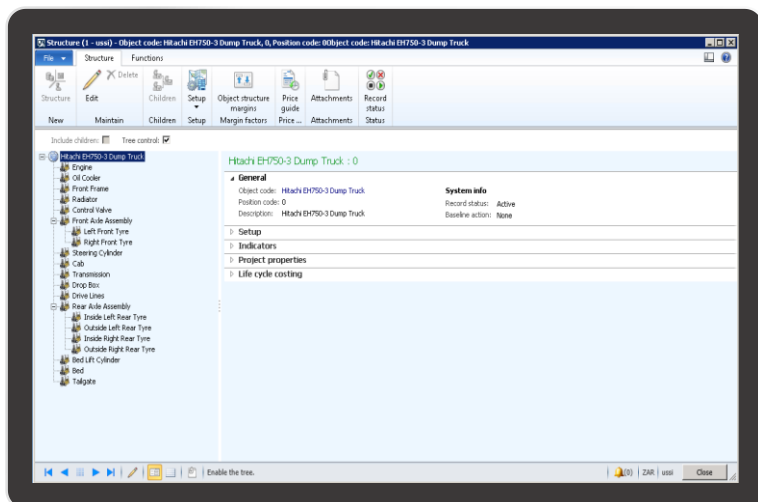 Structure (1 - ussi) - Object code: Hitachi EH750-3 Dump Truck, 0, Position code: 0Object code: Hitachi EH750-3 Dump Truck
File Structure Functions
Structure Edit Delete Children Setup Object structure margins Price guide Attachments Record status
New Maintain Children Setup Margin factors Price ... Attachments Status
Include children: Tree control:
Hitachi EH750-3 Dump Truck
Engine
Oil Cooler
Front Frame
Radiator
Control Valve
Front Axle Assembly
Left Front Tyre
Right Front Tyre
Steering Cylinder
Cab
Transmission
Drop Box
Drive Lines
Rear Axle Assembly
Inside Left Rear Tyre
Outside Left Rear Tyre
Inside Right Rear Tyre
Outside Right Rear Tyre
Bed Lift Cylinder
Bed
Tailgate
Hitachi EH750-3 Dump Truck : 0
General
Object code: Hitachi EH750-3 Dump Truck
Position code: 0
Description: Hitachi EH750-3 Dump Truck
System info
Record status: Active
Baseline action: None
Setup
Indicators
Project properties
Life cycle costing
Enable the tree.
(0) ZAR ussi Close